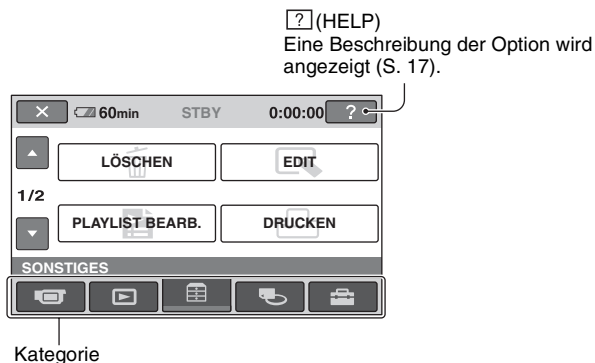 ? (HELP)
Eine Beschreibung der Option wird
angezeigt (S. 17).
60min STBY 0:00:00 ?
LÖSCHEN EDIT
1/2
PLAYLIST BEARB. DRUCKEN
SONSTIGES
Kategorie